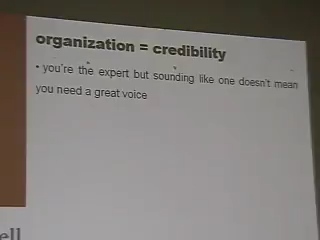 organization = credibility
• you're the expert but sounding like one doesn't mean
you need a great voice
ell